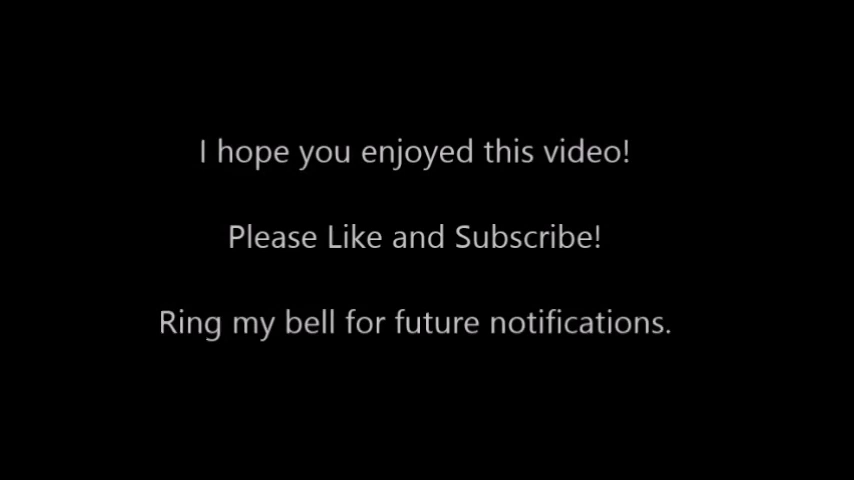 I hope you enjoyed this video!
Please Like and Subscribe!
Ring my bell for future notifications.